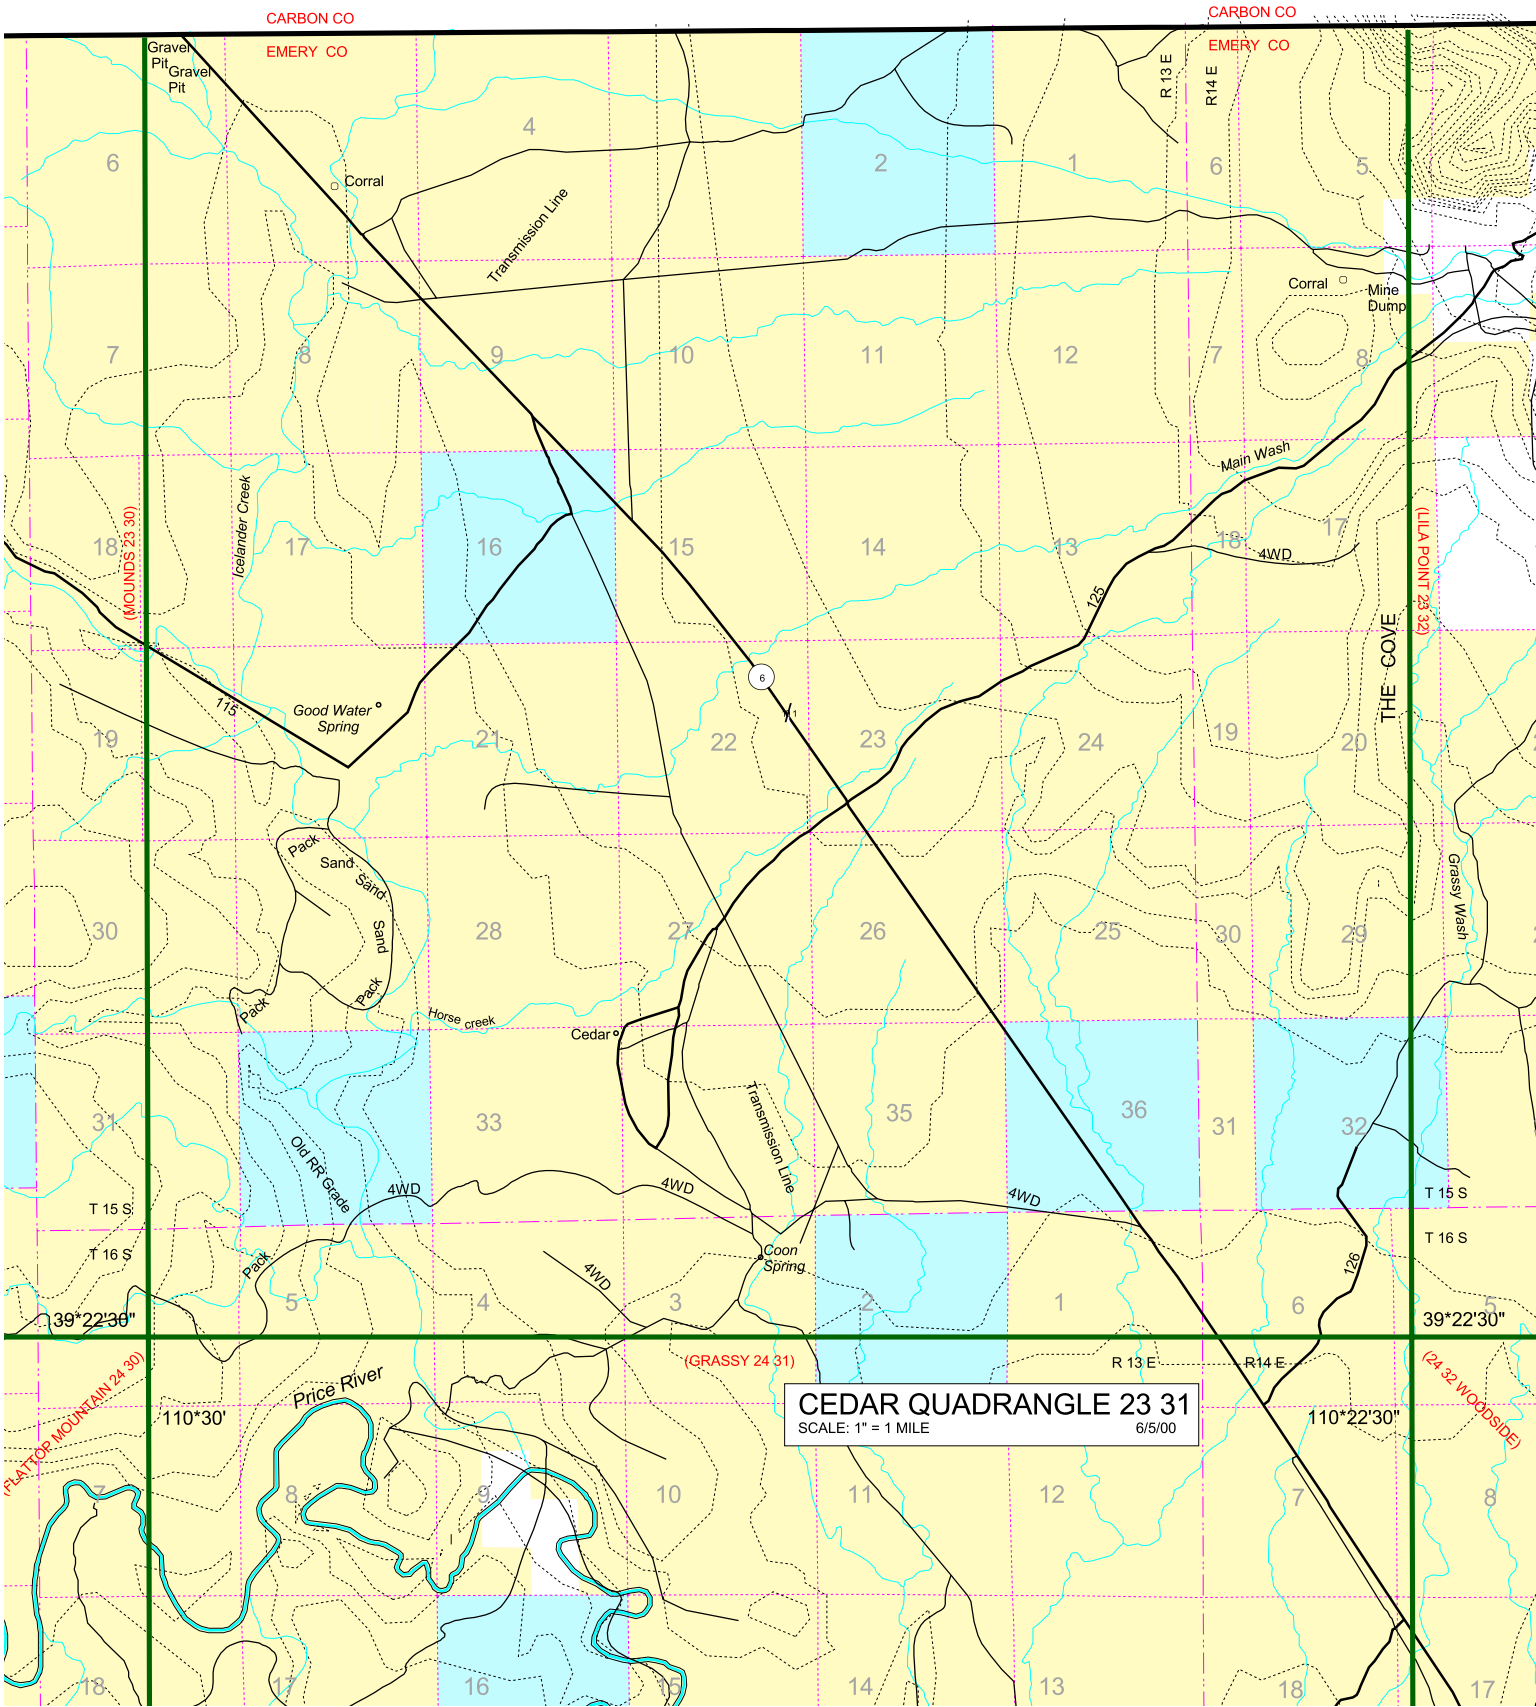 CARBON CO
CARBON CO
EMERY CO
EMERY CO
Gravel
Pit
Gravel
Pit
R 13 E
R14 E
4
6
2
1
6
5
Corral
Transmission Line
Corral
Mine
Dump
7
8
9
10
11
12
7
8
Main Wash
Icelander Creek
(MOUNDS 23 30)
(LILA POINT 23 32)
18
17
16
15
14
13
18
17
4WD
125
THE COVE
6
1
115
Good Water
Spring
19
21
22
23
24
19
20
Pack
Sand
Sand
Sand
Pack
Pack
Grassy Wash
30
28
27
26
25
30
29
Horse creek
Cedar
31
33
35
36
31
32
Transmission Line
Old RR Grade
4WD
4WD
4WD
T 15 S
T 15 S
T 16 S
T 16 S
Pack
Coon
Spring
4WD
126
5
4
3
2
1
6
5
39*22'30"
39*22'30"
(FLATTOP MOUNTAIN 24 30)
(GRASSY 24 31)
R 13 E
R14 E
(24 32 WOODSIDE)
Price River
110*30'
110*22'30"
CEDAR QUADRANGLE 23 31
SCALE: 1" = 1 MILE
6/5/00
7
8
9
10
11
12
7
8
18
17
16
15
14
13
18
17